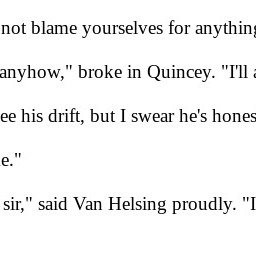 not blame yourselves for anything
anyhow," broke in Quincey. "I'll a
ee his drift, but I swear he's hones
e."
sir," said Van Helsing proudly. "I